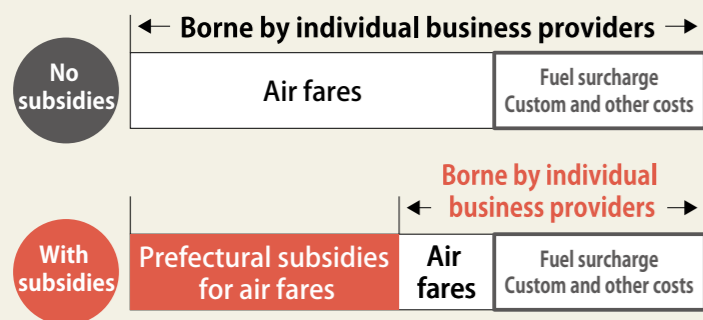 Borne by individual business providers
No
subsidies
Air fares
Fuel surcharge
Custom and other costs
Borne by individual
business providers
With
subsidies
Prefectural subsidies
for air fares
Air
fares
Fuel surcharge
Custom and other costs